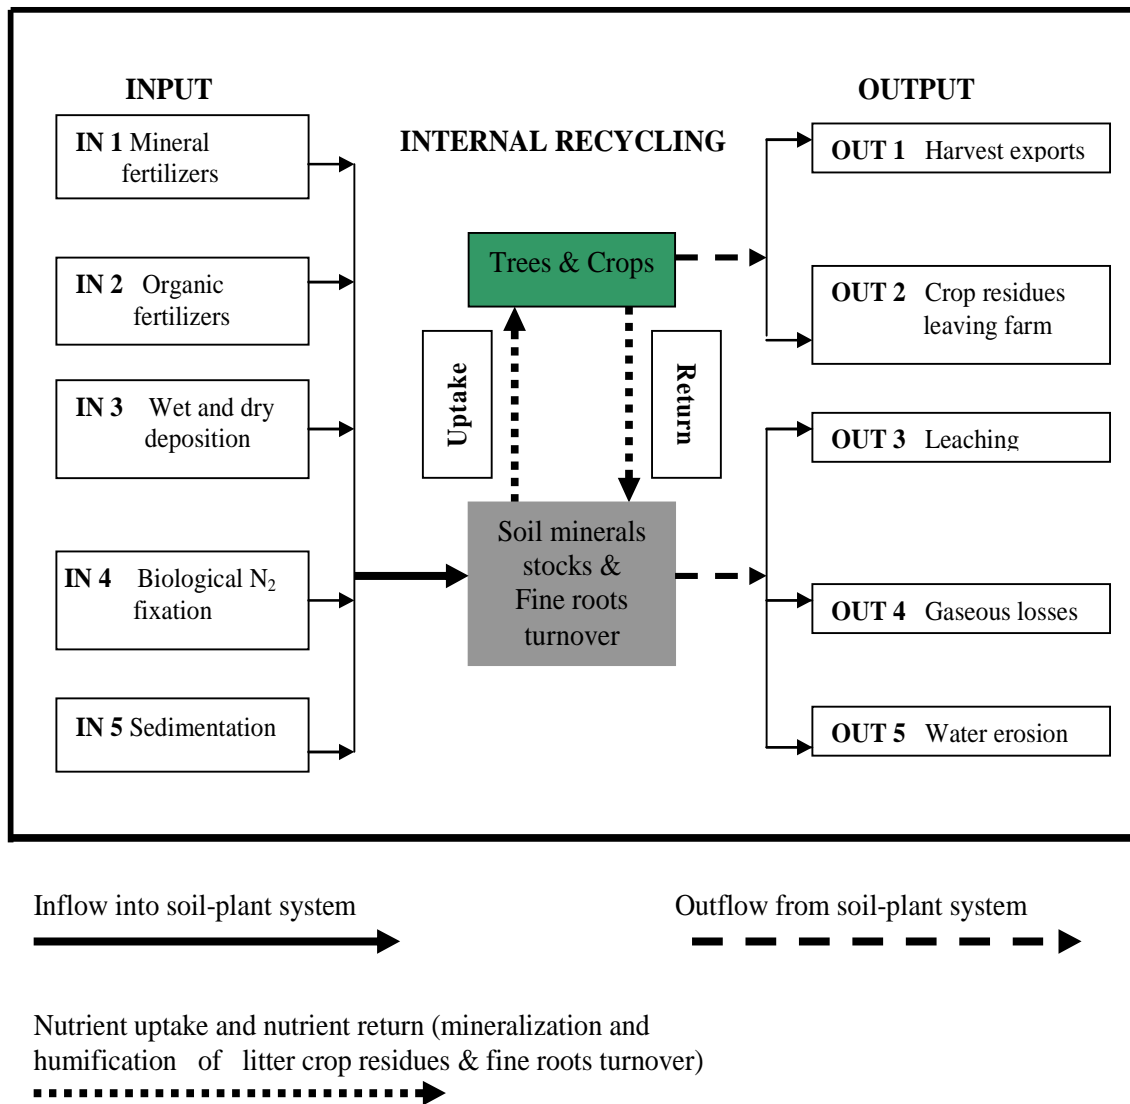 INPUT
IN 1 Mineral
fertilizers
IN 2 Organic
fertilizers
IN 3 Wet and dry
deposition
IN 4 Biological N₂
fixation
IN 5 Sedimentation
INTERNAL RECYCLING
Trees & Crops
Uptake
Return
Soil minerals
stocks &
Fine roots
turnover
OUTPUT
OUT 1 Harvest exports
OUT 2 Crop residues
leaving farm
OUT 3 Leaching
OUT 4 Gaseous losses
OUT 5 Water erosion
Inflow into soil-plant system
Outflow from soil-plant system
Nutrient uptake and nutrient return (mineralization and
humification of litter crop residues & fine roots turnover)